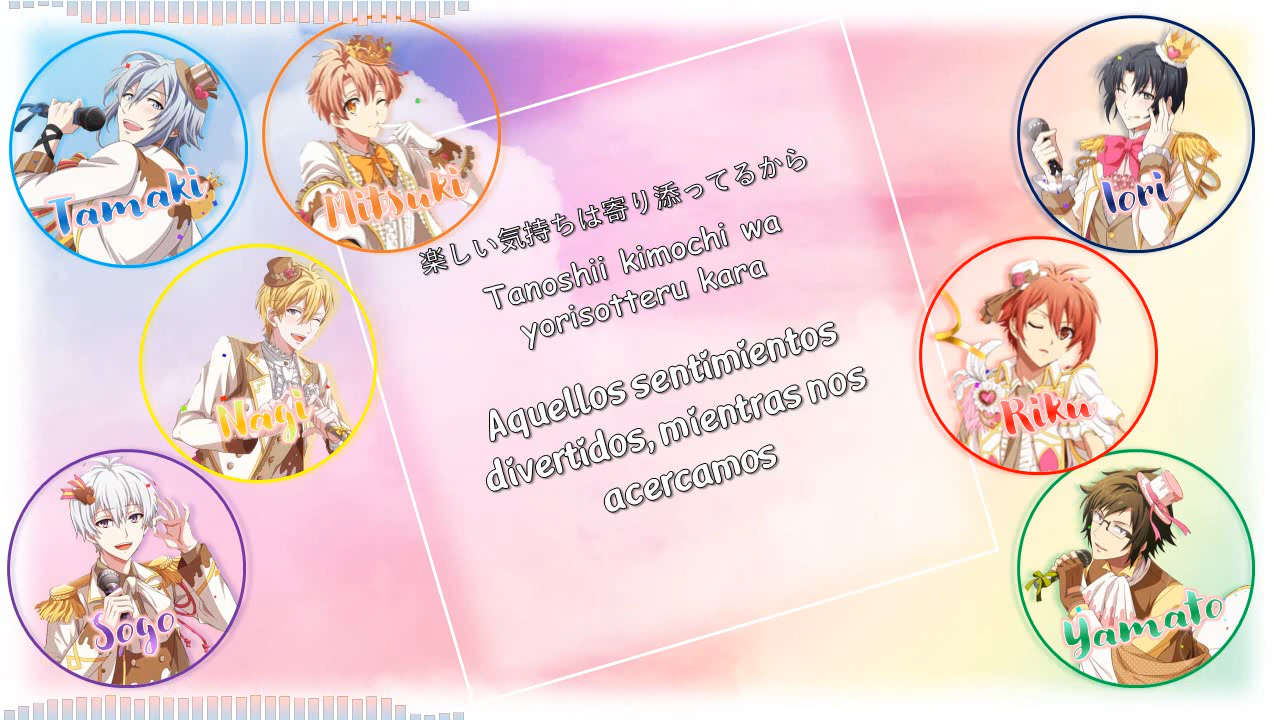 Tamaki
Mitsuki
Iori
楽しい気持ちは寄り添ってるから
Tanoshii kimochi wa
yorisotteru kara
Aquellos sentimientos
divertidos, mientras nos
acercamos
Nagi
Riku
Sogo
Yamato